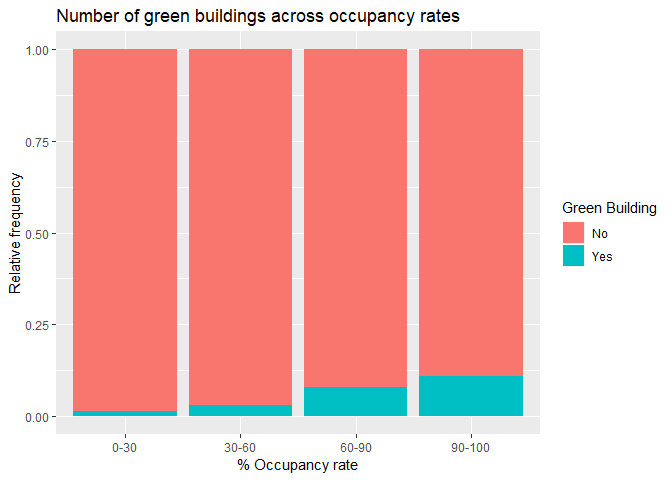 Number of green buildings across occupancy rates
1.00
0.75
0.50
0.25
0.00
Relative frequency
0-30
30-60
60-90
90-100
% Occupancy rate
Green Building
No
Yes